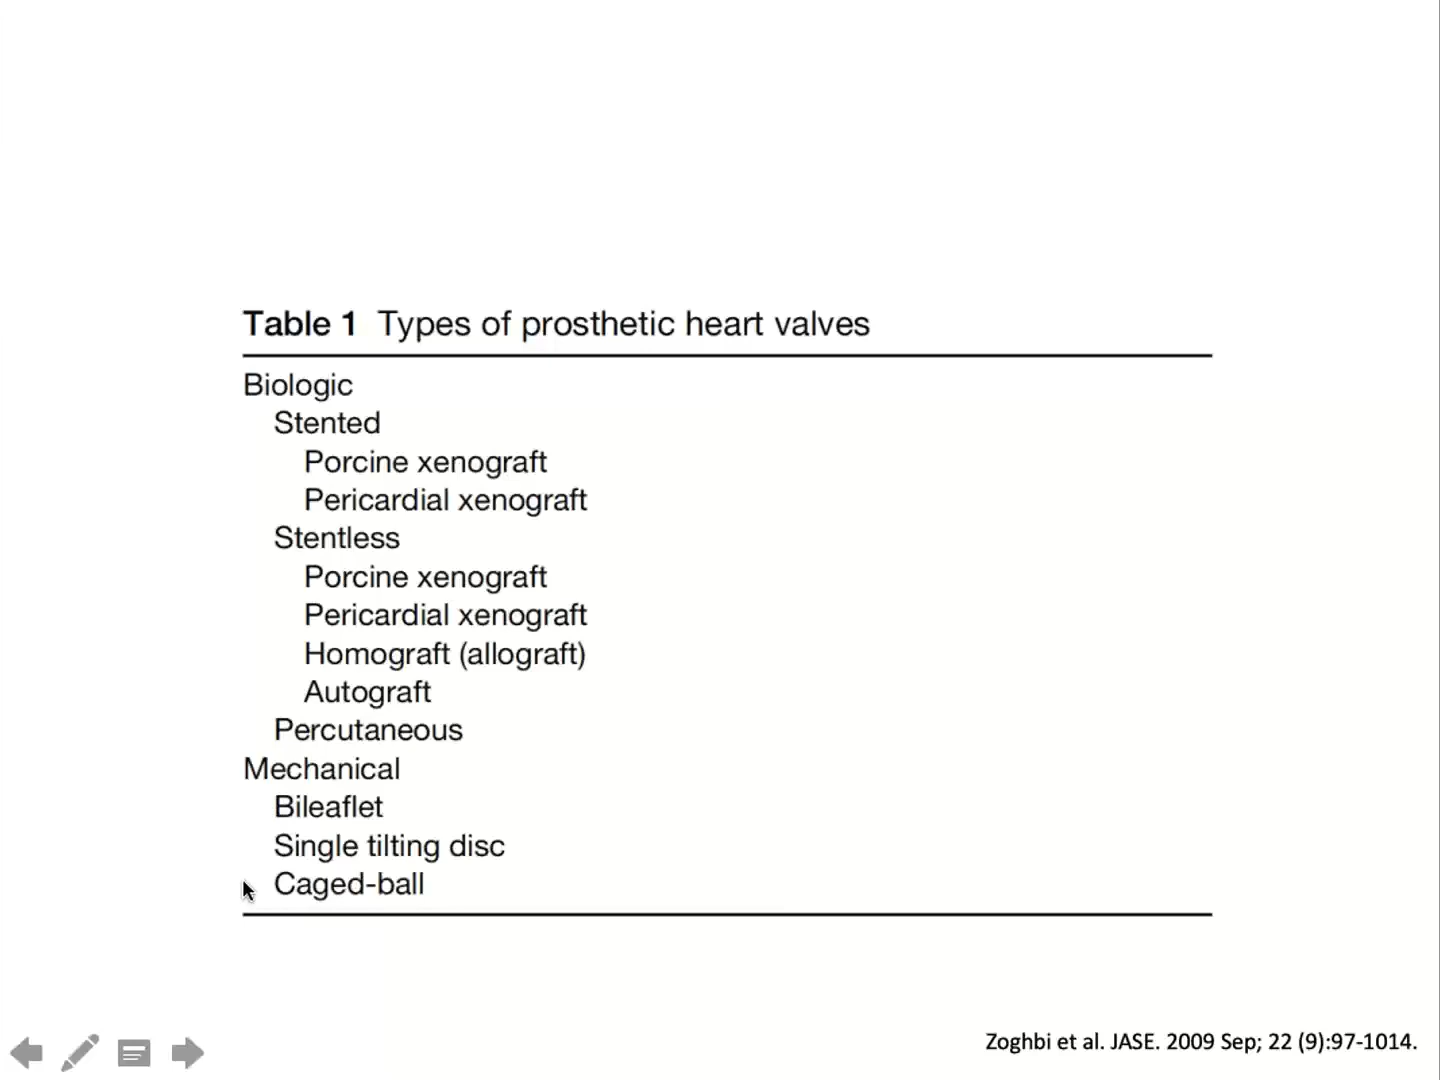 Table 1 Types of prosthetic heart valves
Biologic
Stented
Porcine xenograft
Pericardial xenograft
Stentless
Porcine xenograft
Pericardial xenograft
Homograft (allograft)
Autograft
Percutaneous
Mechanical
Bileaflet
Single tilting disc
Caged-ball
Zoghbi et al. JASE. 2009 Sep; 22 (9):97-1014.